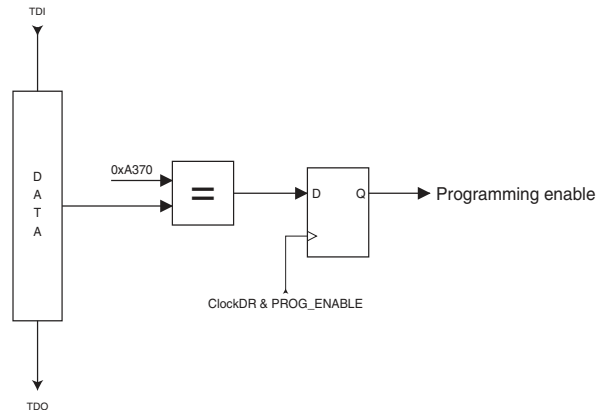 TDI
D
A
T
A
0xA370
=
D
Q
Programming enable
ClockDR & PROG_ENABLE
TDO